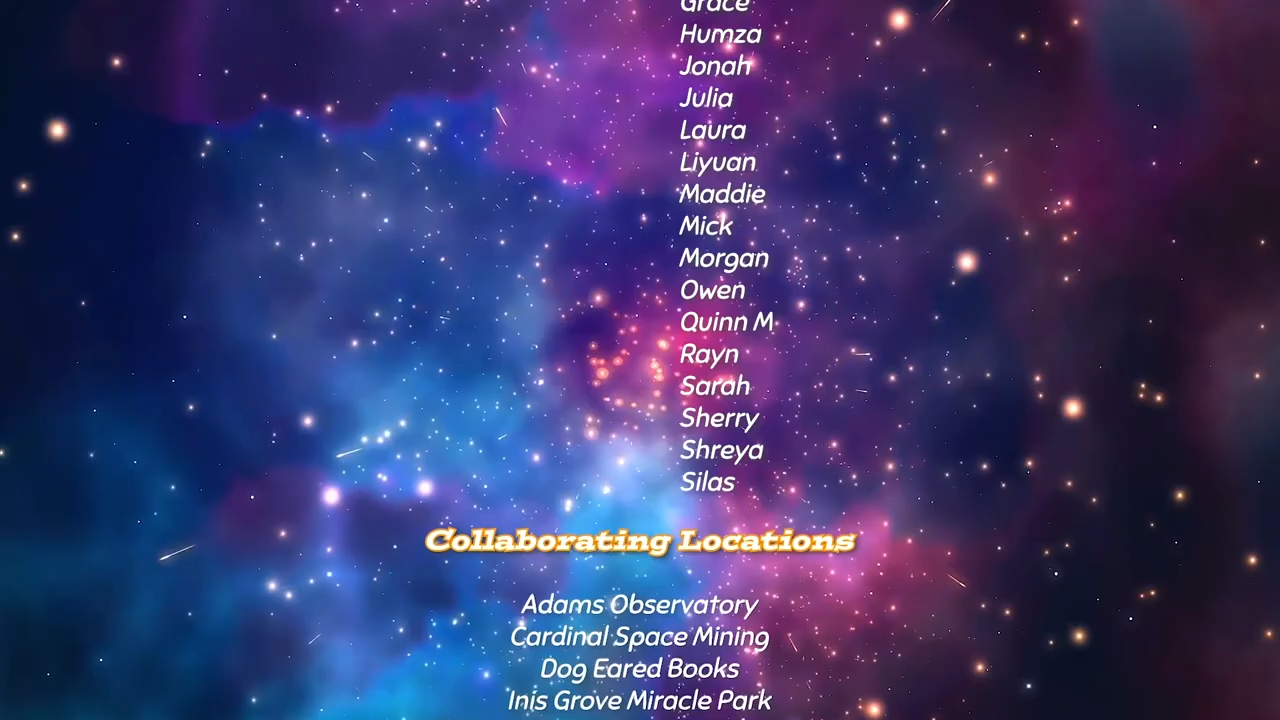 Grace
Humza
Jonah
Julia
Laura
Liyuan
Maddie
Mick
Morgan
Owen
Quinn M
Rayn
Sarah
Sherry
Shreya
Silas
Collaborating Locations
Adams Observatory
Cardinal Space Mining
Dog Eared Books
Inis Grove Miracle Park